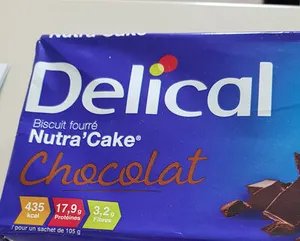 Nutra'Cake
Delical
Biscuit fourré
Nutra'Cake®
Chocolat
435 kcal 17,9g Protéines 3,2g Fibres
pour un sachet de 105 g